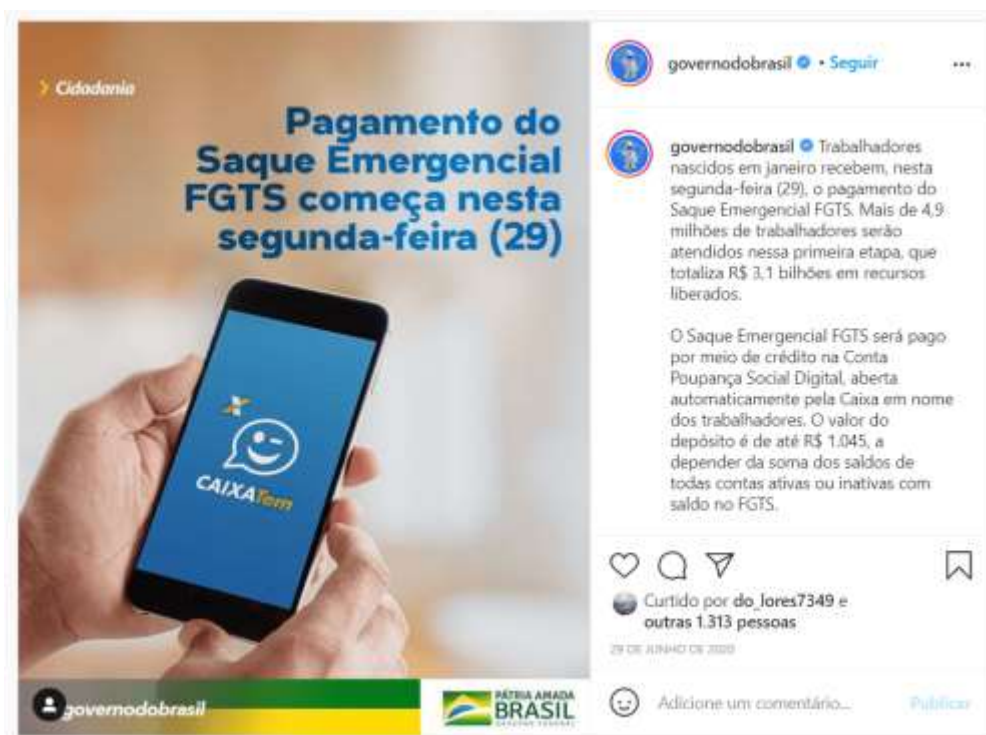 > Cidadania
Pagamento do
Saque Emergencial
FGTS começa nesta
segunda-feira (29)
CAIXATem
governodobrasil
PÁTRIA AMADA
BRASIL
GOVERNO FEDERAL
governodobrasil • Seguir
governodobrasil Trabalhadores
nascidos em janeiro recebem, nesta
segunda-feira (29), o pagamento do
Saque Emergencial FGTS. Mais de 4,9
milhões de trabalhadores serão
atendidos nessa primeira etapa, que
totaliza R$ 3,1 bilhões em recursos
liberados.
O Saque Emergencial FGTS será pago
por meio de crédito na Conta
Poupança Social Digital, aberta
automaticamente pela Caixa em nome
dos trabalhadores. O valor do
depósito é de até R$ 1.045, a
depender da soma dos saldos de
todas contas ativas ou inativas com
saldo no FGTS.
Curtido por do_lores7349 e
outras 1.313 pessoas
29 DE JUNHO DE 2020
Adicione um comentário...
Publicar